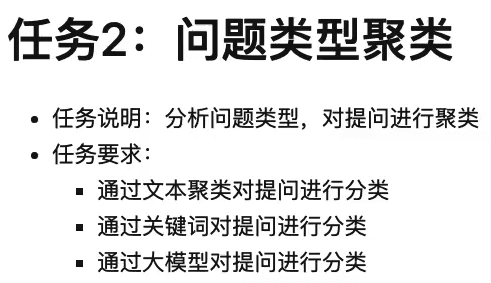 任务2：问题类型聚类
任务说明：分析问题类型，对提问进行聚类
任务要求：
通过文本聚类对提问进行分类
通过关键词对提问进行分类
通过大模型对提问进行分类